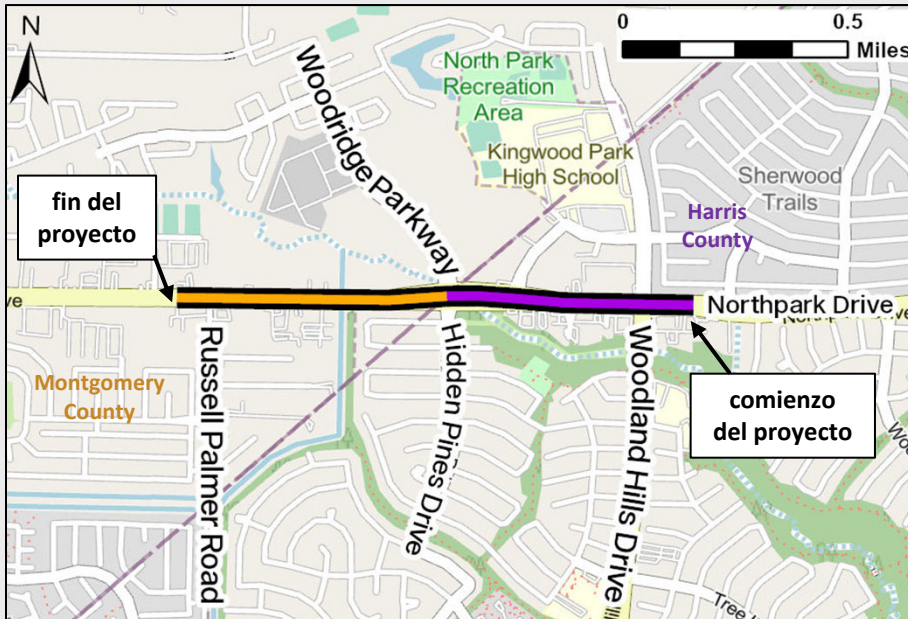 N
0 0.5
Miles
North Park
Recreation
Area
Kingwood Park
High School
Woodridge Parkway
Sherwood
Trails
fin del
proyecto
Harris
County
ve
Northpark Drive
Montgomery
County
Russell Palmer Road
Hidden Pines Drive
Woodland Hills Drive
comienzo
del proyecto